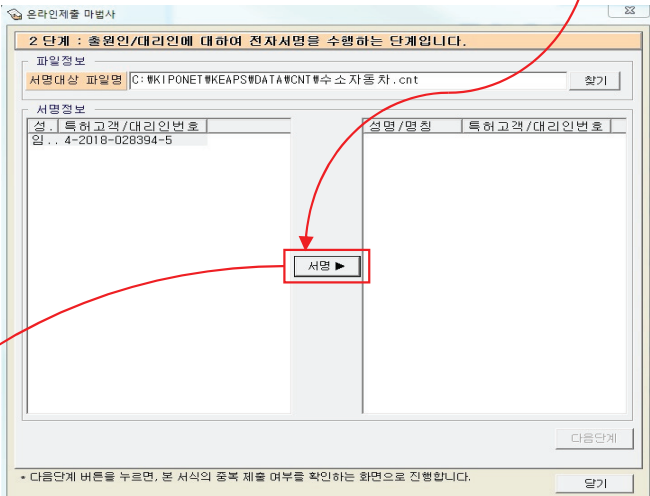 온라인제출 마법사
2 단계 : 출원인/대리인에 대하여 전자서명을 수행하는 단계입니다.
파일정보
서명대상 파일명 C:₩KIPONET₩KEAPS₩DATA₩CNT₩수소자동차.cnt 찾기
서명정보
성. 특허고객/대리인번호 성명/명칭 특허고객/대리인번호
임.. 4-2018-028394-5
서명 ▶
다음단계
* 다음단계 버튼을 누르면, 본 서식의 중복 제출 여부를 확인하는 화면으로 진행합니다.
닫기